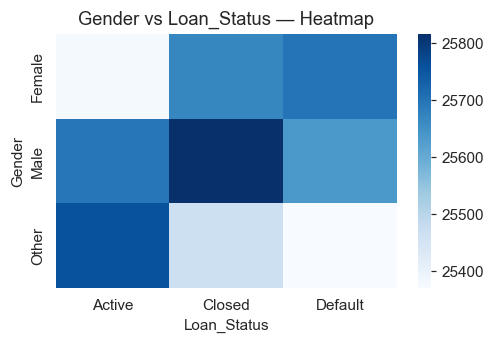 Gender vs Loan_Status — Heatmap
Female
Male
Other
Gender
Active Closed Default
Loan_Status
25800
25700
25600
25500
25400